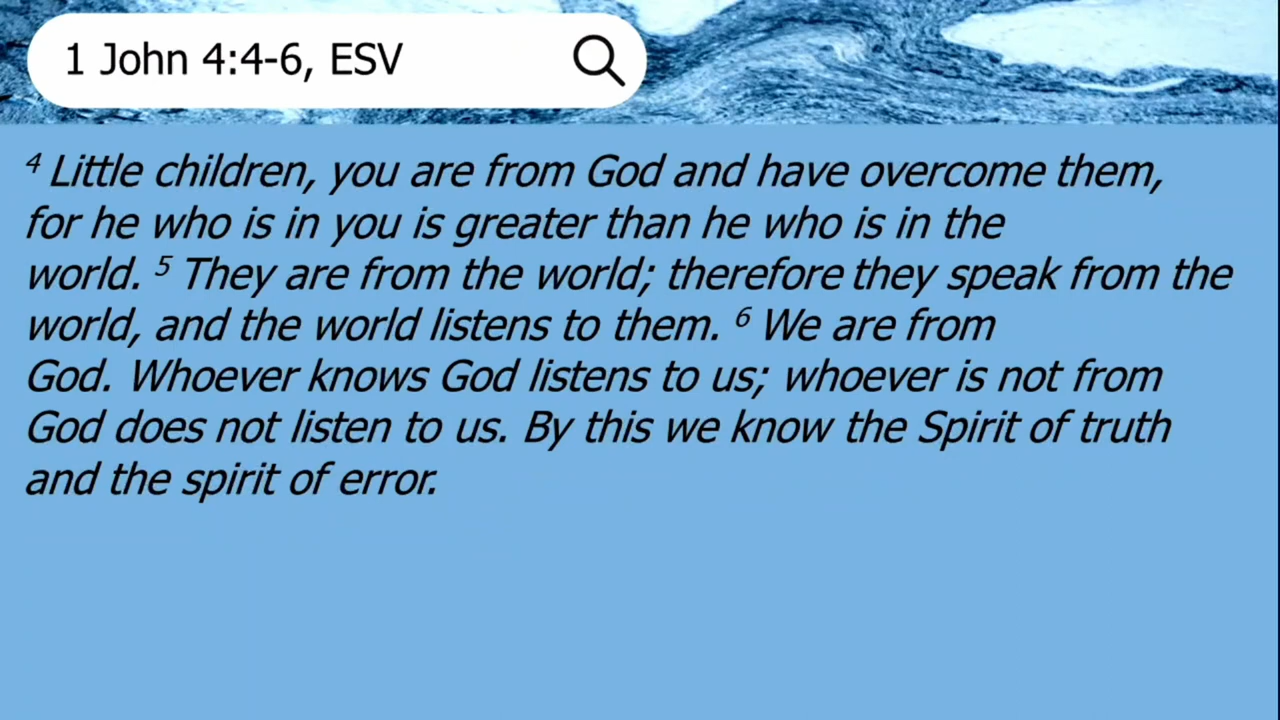 1 John 4:4-6, ESV
4 Little children, you are from God and have overcome them,
for he who is in you is greater than he who is in the
world. 5 They are from the world; therefore they speak from the
world, and the world listens to them. 6 We are from
God. Whoever knows God listens to us; whoever is not from
God does not listen to us. By this we know the Spirit of truth
and the spirit of error.